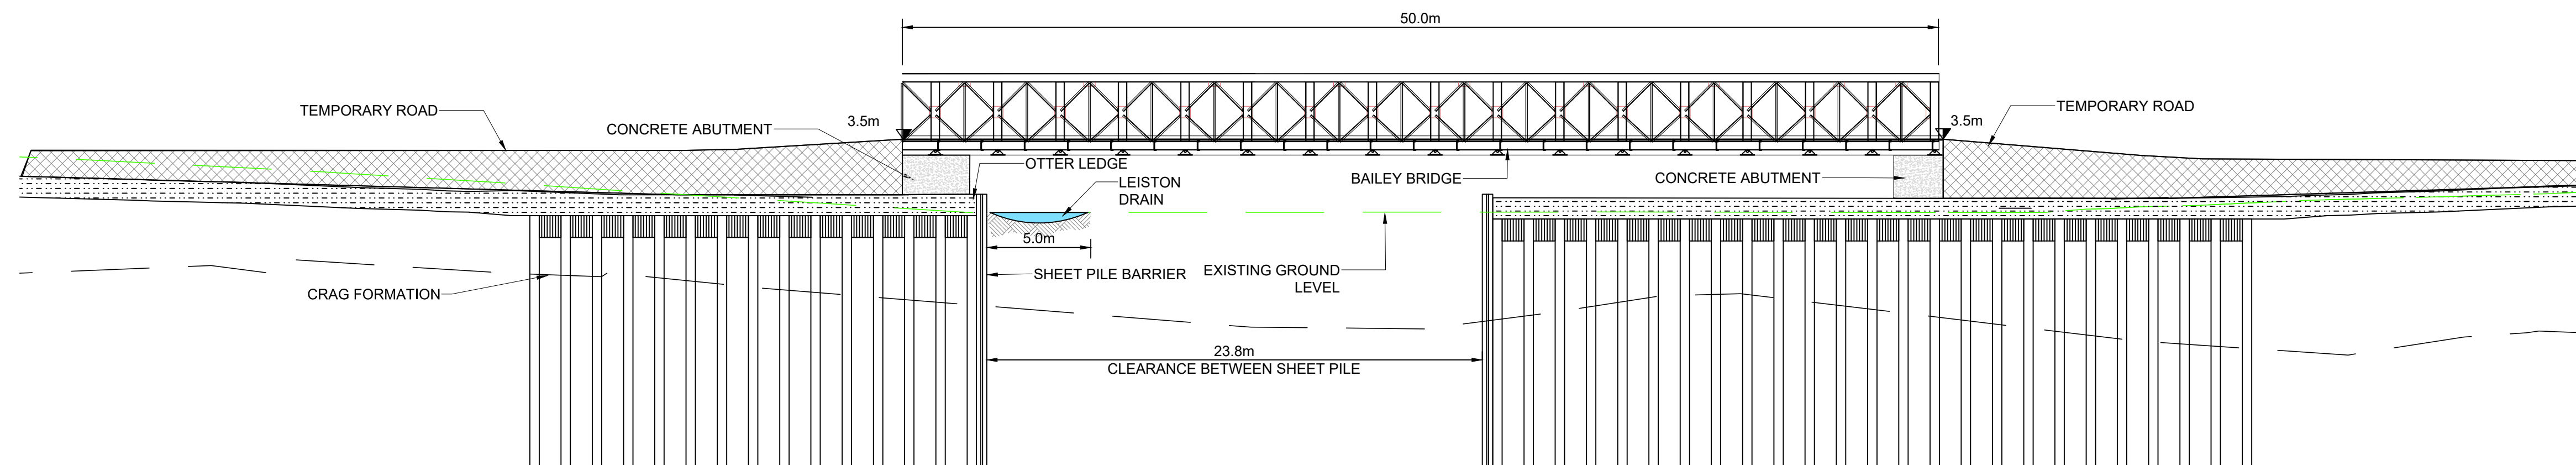 50.0m
TEMPORARY ROAD
CONCRETE ABUTMENT
3.5m
3.5m
TEMPORARY ROAD
OTTER LEDGE
LEISTON
DRAIN
BAILEY BRIDGE
CONCRETE ABUTMENT
5.0m
SHEET PILE BARRIER
EXISTING GROUND
LEVEL
CRAG FORMATION
23.8m
CLEARANCE BETWEEN SHEET PILE